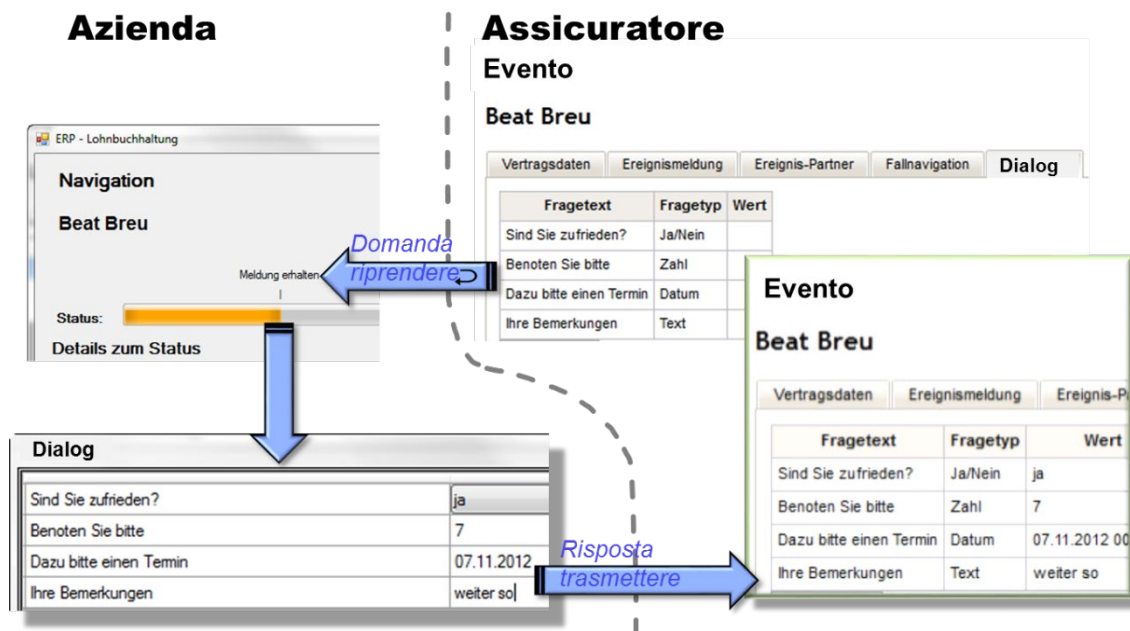 Azienda
Assicuratore
Evento
Beat Breu
Vertragsdaten Ereignismeldung Ereignis-Partner Fallnavigation Dialog
Fragetext Fragetyp Wert
Sind Sie zufrieden? Ja/Nein
Benoten Sie bitte Zahl
Dazu bitte einen Termin Datum
Ihre Bemerkungen Text
ERP - Lohnbuchhaltung
Navigation
Beat Breu
Meldung erhalten
Status:
Details zum Status
Domanda
riprendere
Evento
Beat Breu
Vertragsdaten Ereignismeldung Ereignis-P
Fragetext Fragetyp Wert
Sind Sie zufrieden? Ja/Nein ja
Benoten Sie bitte Zahl 7
Dazu bitte einen Termin Datum 07.11.2012 00
Ihre Bemerkungen Text weiter so
Dialog
Sind Sie zufrieden? ja
Benoten Sie bitte 7
Dazu bitte einen Termin 07.11.2012
Ihre Bemerkungen weiter so
Risposta
trasmettere